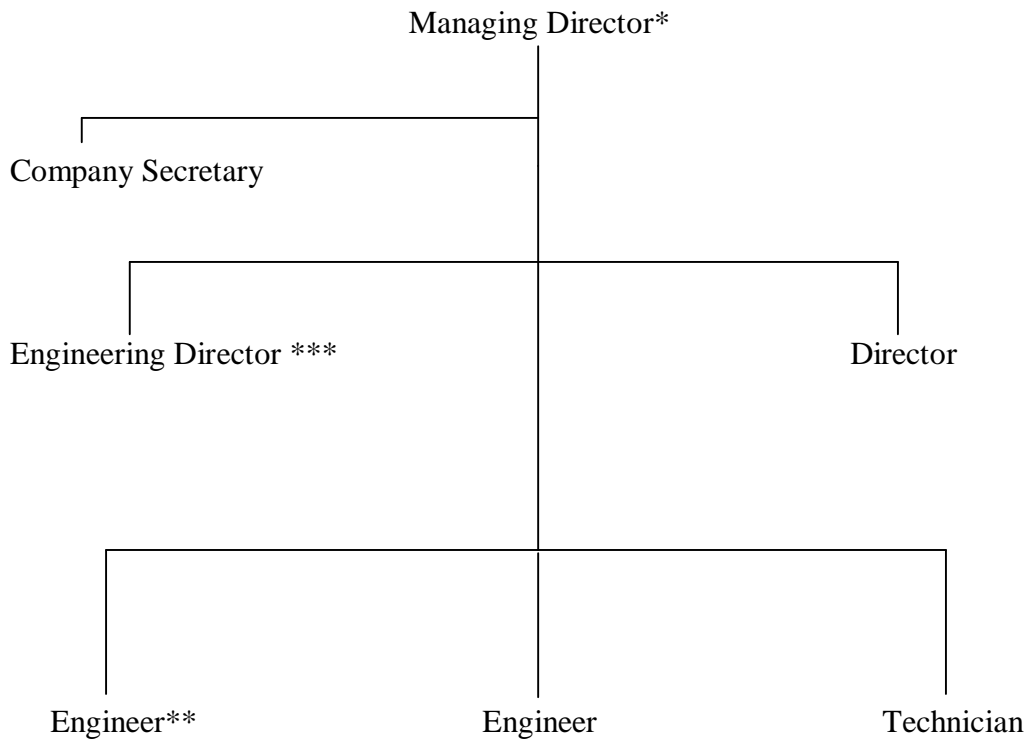 Managing Director*
Company Secretary
Engineering Director ***
Director
Engineer**
Engineer
Technician